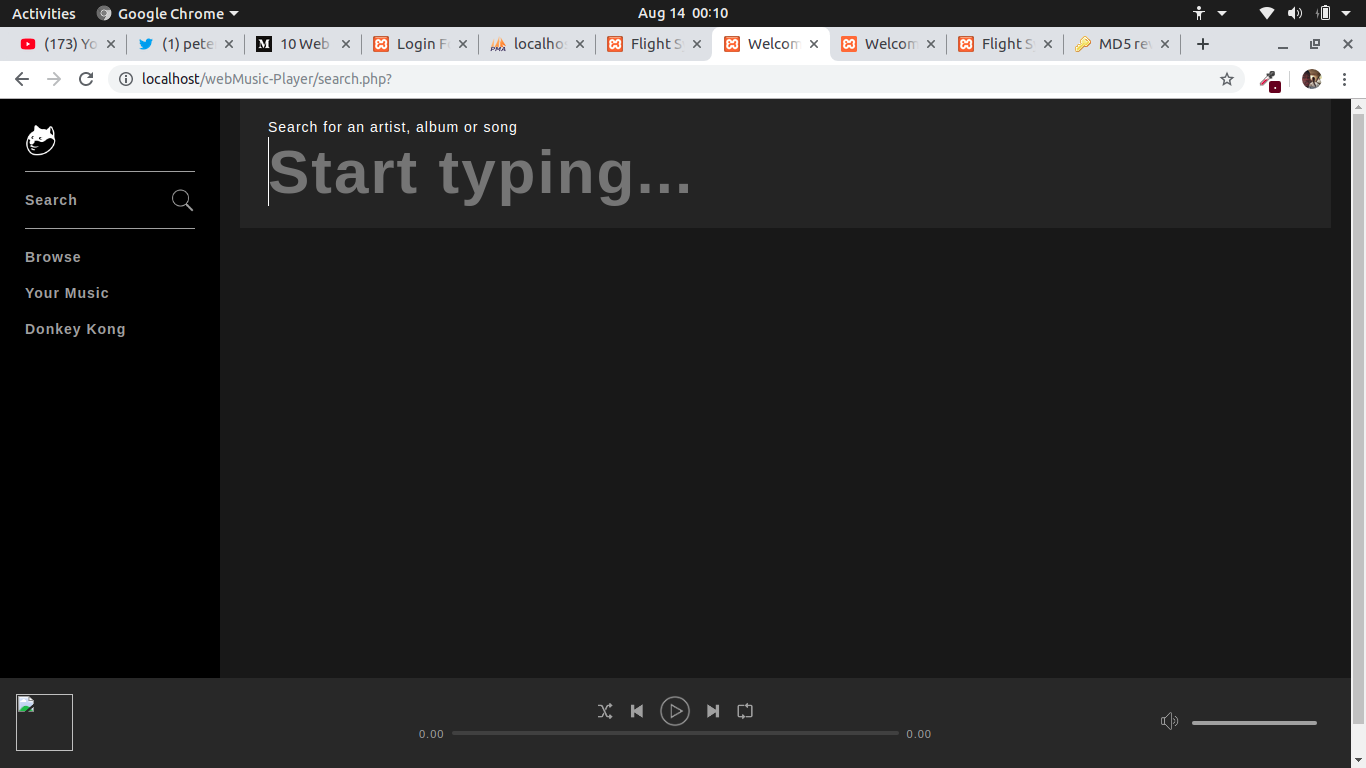 Activities Google Chrome Aug 14 00:10
(173) Yo (1) pete M 10 Web Login Fo PMA localhos Flight S Welcom Welcom Flight S MD5 rev
localhost/webMusic-Player/search.php?
Search for an artist, album or song
Start typing...
Search
Browse
Your Music
Donkey Kong
0.00 0.00